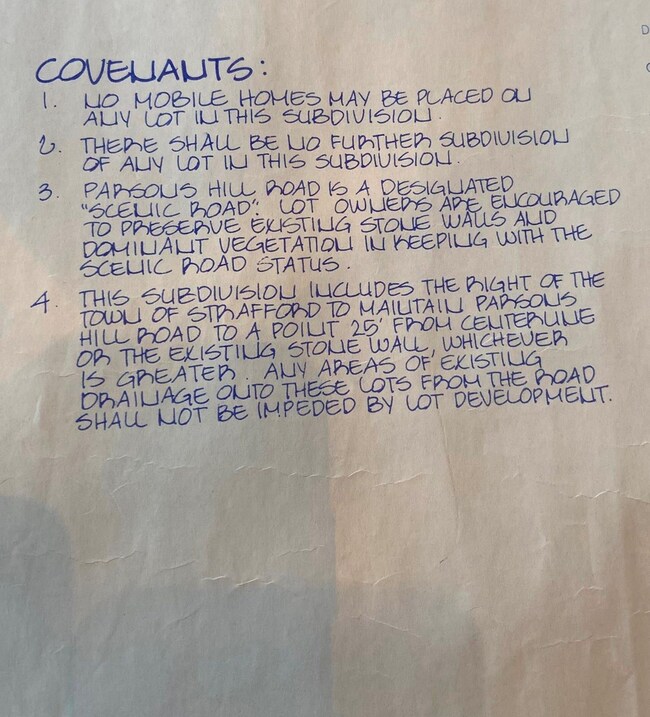 COVENANTS:
1. NO MOBILE HOMES MAY BE PLACED ON
ANY LOT IN THIS SUBDIVISION.
2. THERE SHALL BE NO FURTHER SUBDIVISION
OF ANY LOT IN THIS SUBDIVISION.
3. PARSONS HILL ROAD IS A DESIGNATED
"SCENIC ROAD". LOT OWNERS ARE ENCOURAGED
TO PRESERVE EXISTING STONE WALLS AND
DOMINANT VEGETATION IN KEEPING WITH THE
SCENIC ROAD STATUS.
4. THIS SUBDIVISION INCLUDES THE RIGHT OF THE
TOWN OF STRAFFORD TO MAINTAIN PARSONS
HILL ROAD TO A POINT 25' FROM CENTERLINE
OR THE EXISTING STONE WALL, WHICHEVER
IS GREATER. ANY AREAS OF EXISTING
DRAINAGE ONTO THESE LOTS FROM THE ROAD
SHALL NOT BE IMPEDED BY LOT DEVELOPMENT.